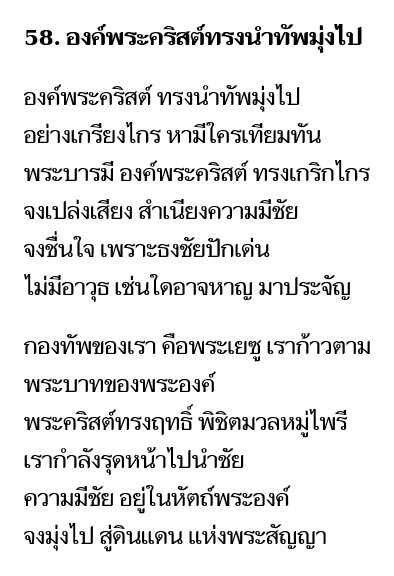 58. องค์พระคริสต์ทรงนำทัพมุ่งไป
องค์พระคริสต์ ทรงนำทัพมุ่งไป
อย่างเกรียงไกร หามีใครเทียมทัน
พระบารมี องค์พระคริสต์ ทรงเกริกไกร
จงเปล่งเสียง สำเนียงความมีชัย
จงชื่นใจ เพราะธงชัยปักเด่น
ไม่มีอาวุธ เช่นใดอาจหาญ มาประจัญ
กองทัพของเรา คือพระเยซู เราก้าวตาม
พระบาทของพระองค์
พระคริสต์ทรงฤทธิ์ พิชิตมวลหมู่ไพรี
เรากำลังรุดหน้าไปนำชัย
ความมีชัย อยู่ในหัตถ์พระองค์
จงมุ่งไป สู่ดินแดน แห่งพระสัญญา